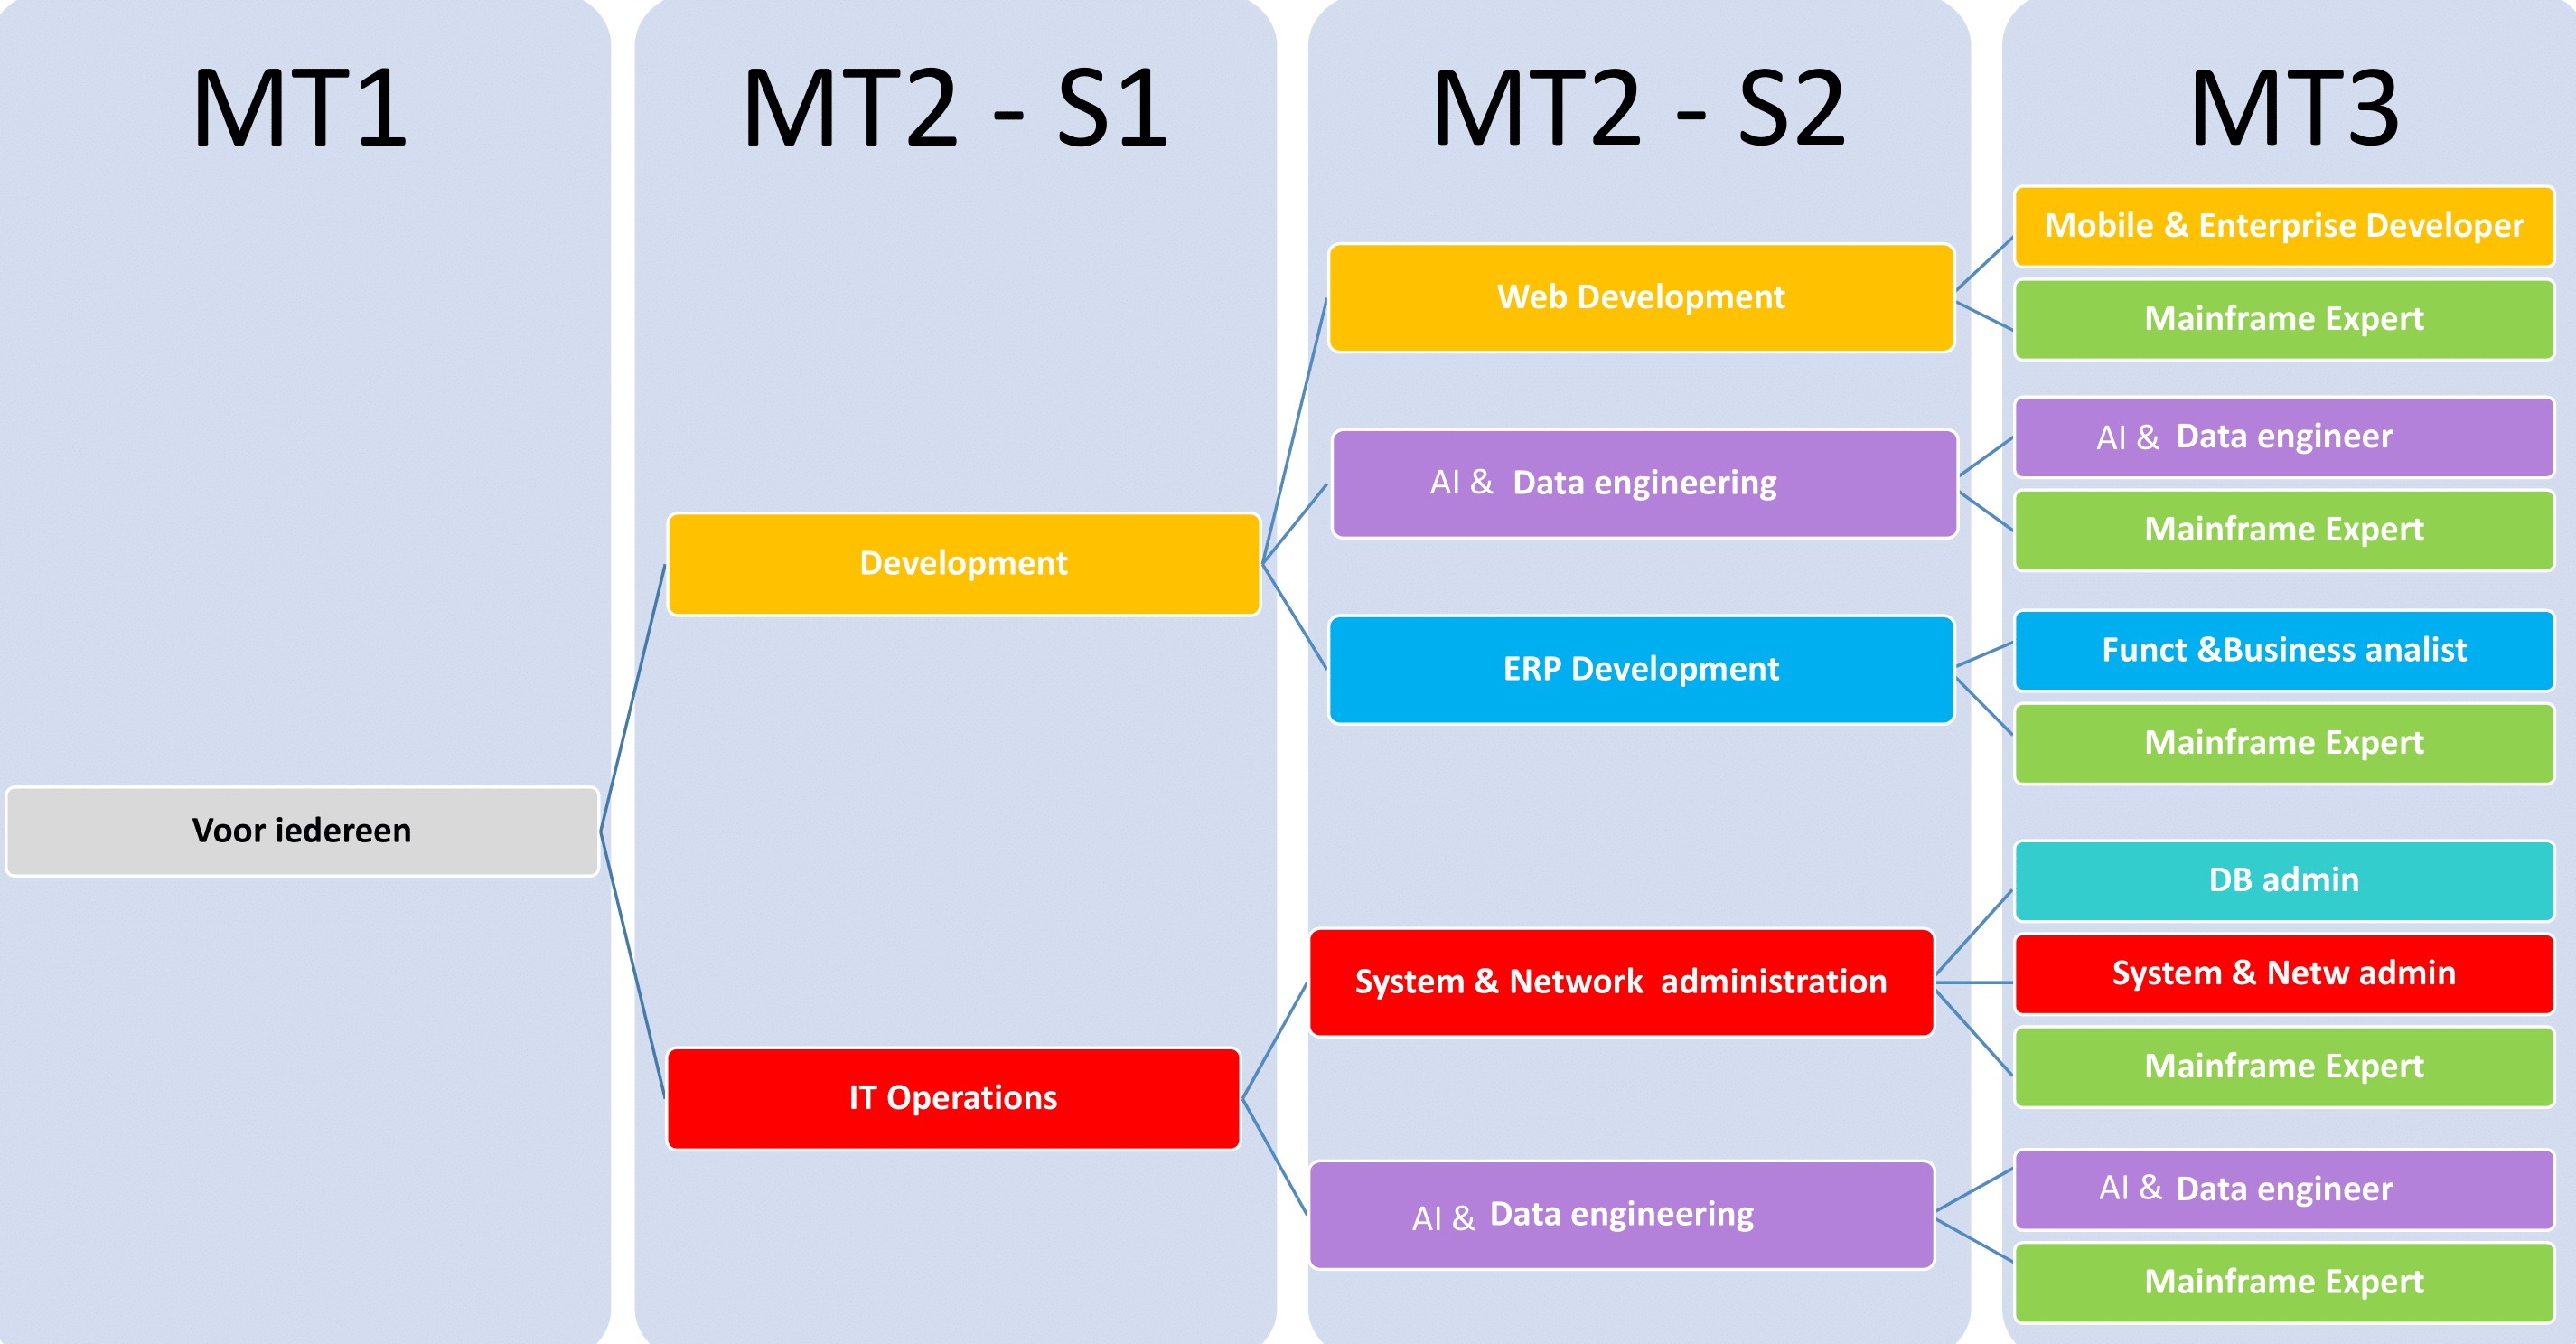 MT1
MT2 - S1
MT2 - S2
MT3
Voor iedereen
Development
IT Operations
Web Development
AI & Data engineering
ERP Development
System & Network administration
AI & Data engineering
Mobile & Enterprise Developer
Mainframe Expert
AI & Data engineer
Mainframe Expert
Funct &Business analist
Mainframe Expert
DB admin
System & Netw admin
Mainframe Expert
AI & Data engineer
Mainframe Expert